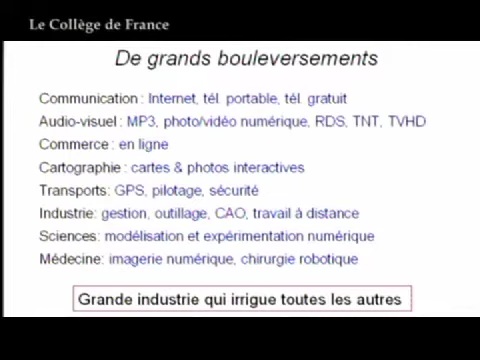 Le Collège de France
De grands bouleversements
Communication : Internet, tél. portable, tél. gratuit
Audio-visuel : MP3, photo/vidéo numérique, RDS, TNT, TVHD
Commerce : en ligne
Cartographie : cartes & photos interactives
Transports: GPS, pilotage, sécurité
Industrie: gestion, outillage, CAO, travail à distance
Sciences: modélisation et expérimentation numérique
Médecine: imagerie numérique, chirurgie robotique
Grande industrie qui irrigue toutes les autres